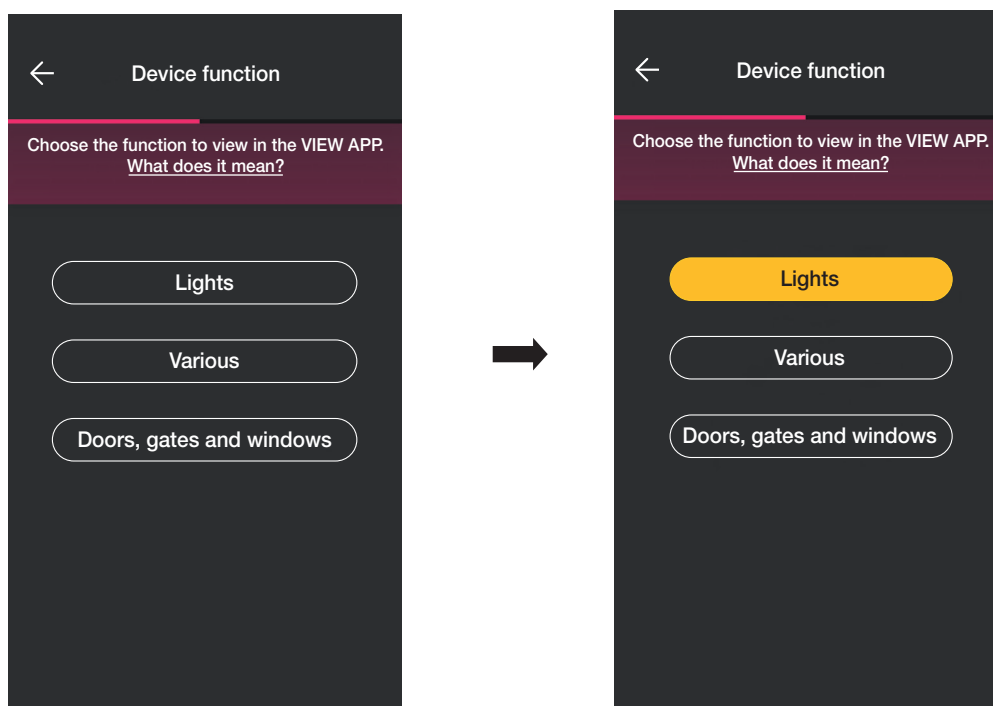 Device function
Choose the function to view in the VIEW APP.
What does it mean?
Lights
Various
Doors, gates and windows
Device function
Choose the function to view in the VIEW APP.
What does it mean?
Lights
Various
Doors, gates and windows